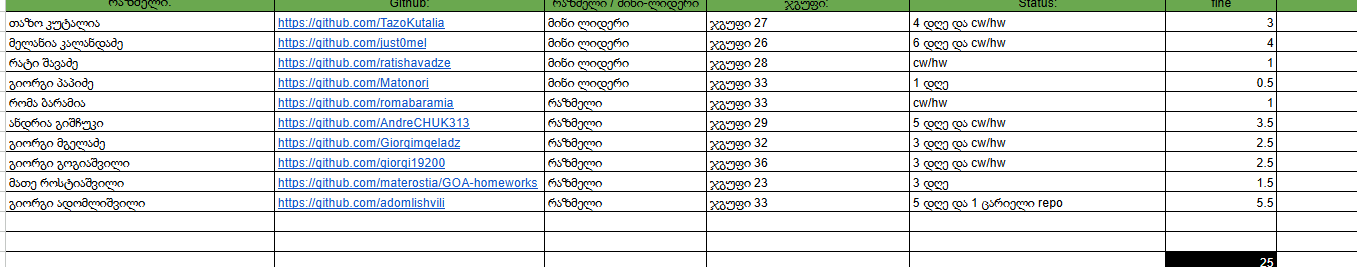 რაზმელი: Github: რაზმელი / მინი-ლიდერი ჯგუფი: Status: fine
თაზო კუტალია https://github.com/TazoKutalia მინი ლიდერი ჯგუფი 27 4 დღე და cw/hw 3
მელანია კალანდაძე https://github.com/just0mel მინი ლიდერი ჯგუფი 26 6 დღე და cw/hw 4
რატი შავაძე https://github.com/ratishavadze მინი ლიდერი ჯგუფი 28 cw/hw 1
გიორგი პაპიძე https://github.com/Matonori მინი ლიდერი ჯგუფი 33 1 დღე 0.5
რომა ბარამია https://github.com/romabaramia რაზმელი ჯგუფი 33 cw/hw 1
ანდრია გიშჩუკი https://github.com/AndreCHUK313 რაზმელი ჯგუფი 29 5 დღე და cw/hw 3.5
გიორგი მგელაძე https://github.com/Giorgimgeladz რაზმელი ჯგუფი 32 3 დღე და cw/hw 2.5
გიორგი გოგიაშვილი https://github.com/giorgi19200 რაზმელი ჯგუფი 36 3 დღე და cw/hw 2.5
მათე როსტიაშვილი https://github.com/materostia/GOA-homeworks რაზმელი ჯგუფი 23 3 დღე 1.5
გიორგი ადომლიშვილი https://github.com/adomlishvili რაზმელი ჯგუფი 33 5 დღე და 1 ცარიელი repo 5.5
25